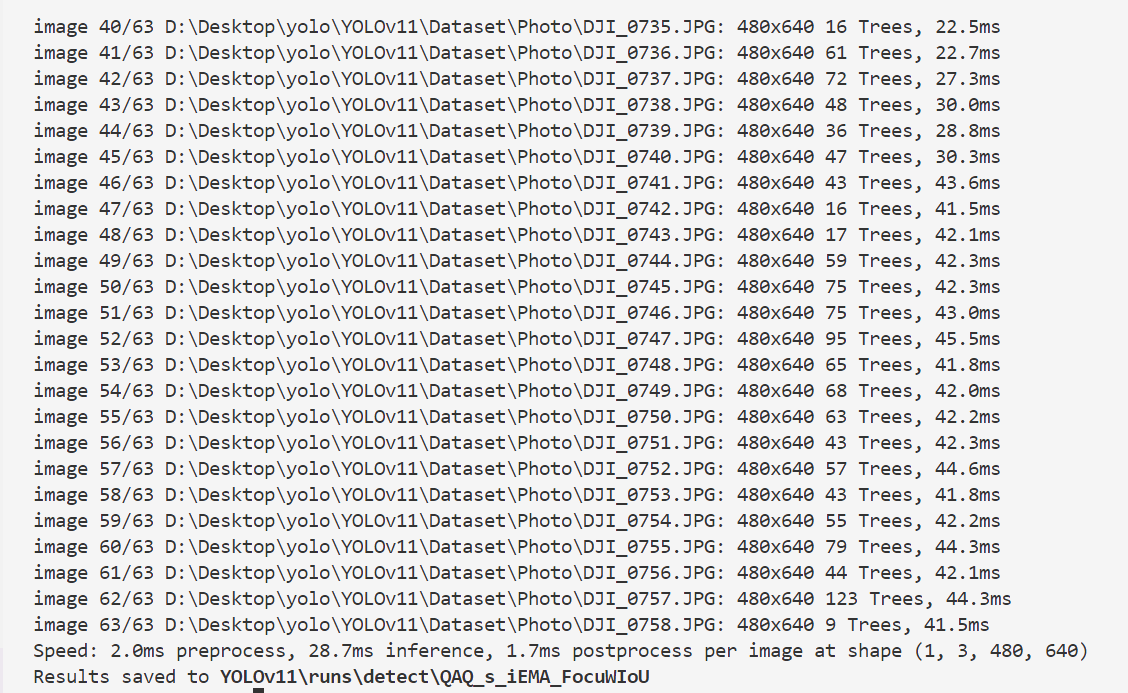 image 40/63 D:\Desktop\yolo\YOLOv11\Dataset\Photo\DJI_0735.JPG: 480x640 16 Trees, 22.5ms
image 41/63 D:\Desktop\yolo\YOLOv11\Dataset\Photo\DJI_0736.JPG: 480x640 61 Trees, 22.7ms
image 42/63 D:\Desktop\yolo\YOLOv11\Dataset\Photo\DJI_0737.JPG: 480x640 72 Trees, 27.3ms
image 43/63 D:\Desktop\yolo\YOLOv11\Dataset\Photo\DJI_0738.JPG: 480x640 48 Trees, 30.0ms
image 44/63 D:\Desktop\yolo\YOLOv11\Dataset\Photo\DJI_0739.JPG: 480x640 36 Trees, 28.8ms
image 45/63 D:\Desktop\yolo\YOLOv11\Dataset\Photo\DJI_0740.JPG: 480x640 47 Trees, 30.3ms
image 46/63 D:\Desktop\yolo\YOLOv11\Dataset\Photo\DJI_0741.JPG: 480x640 43 Trees, 43.6ms
image 47/63 D:\Desktop\yolo\YOLOv11\Dataset\Photo\DJI_0742.JPG: 480x640 16 Trees, 41.5ms
image 48/63 D:\Desktop\yolo\YOLOv11\Dataset\Photo\DJI_0743.JPG: 480x640 17 Trees, 42.1ms
image 49/63 D:\Desktop\yolo\YOLOv11\Dataset\Photo\DJI_0744.JPG: 480x640 59 Trees, 42.3ms
image 50/63 D:\Desktop\yolo\YOLOv11\Dataset\Photo\DJI_0745.JPG: 480x640 75 Trees, 42.3ms
image 51/63 D:\Desktop\yolo\YOLOv11\Dataset\Photo\DJI_0746.JPG: 480x640 75 Trees, 43.0ms
image 52/63 D:\Desktop\yolo\YOLOv11\Dataset\Photo\DJI_0747.JPG: 480x640 95 Trees, 45.5ms
image 53/63 D:\Desktop\yolo\YOLOv11\Dataset\Photo\DJI_0748.JPG: 480x640 65 Trees, 41.8ms
image 54/63 D:\Desktop\yolo\YOLOv11\Dataset\Photo\DJI_0749.JPG: 480x640 68 Trees, 42.0ms
image 55/63 D:\Desktop\yolo\YOLOv11\Dataset\Photo\DJI_0750.JPG: 480x640 63 Trees, 42.2ms
image 56/63 D:\Desktop\yolo\YOLOv11\Dataset\Photo\DJI_0751.JPG: 480x640 43 Trees, 42.3ms
image 57/63 D:\Desktop\yolo\YOLOv11\Dataset\Photo\DJI_0752.JPG: 480x640 57 Trees, 44.6ms
image 58/63 D:\Desktop\yolo\YOLOv11\Dataset\Photo\DJI_0753.JPG: 480x640 43 Trees, 41.8ms
image 59/63 D:\Desktop\yolo\YOLOv11\Dataset\Photo\DJI_0754.JPG: 480x640 55 Trees, 42.2ms
image 60/63 D:\Desktop\yolo\YOLOv11\Dataset\Photo\DJI_0755.JPG: 480x640 79 Trees, 44.3ms
image 61/63 D:\Desktop\yolo\YOLOv11\Dataset\Photo\DJI_0756.JPG: 480x640 44 Trees, 42.1ms
image 62/63 D:\Desktop\yolo\YOLOv11\Dataset\Photo\DJI_0757.JPG: 480x640 123 Trees, 44.3ms
image 63/63 D:\Desktop\yolo\YOLOv11\Dataset\Photo\DJI_0758.JPG: 480x640 9 Trees, 41.5ms
Speed: 2.0ms preprocess, 28.7ms inference, 1.7ms postprocess per image at shape (1, 3, 480, 640)
Results saved to YOLOv11\runs\detect\QAQ_s_iEMA_FocuWIoU